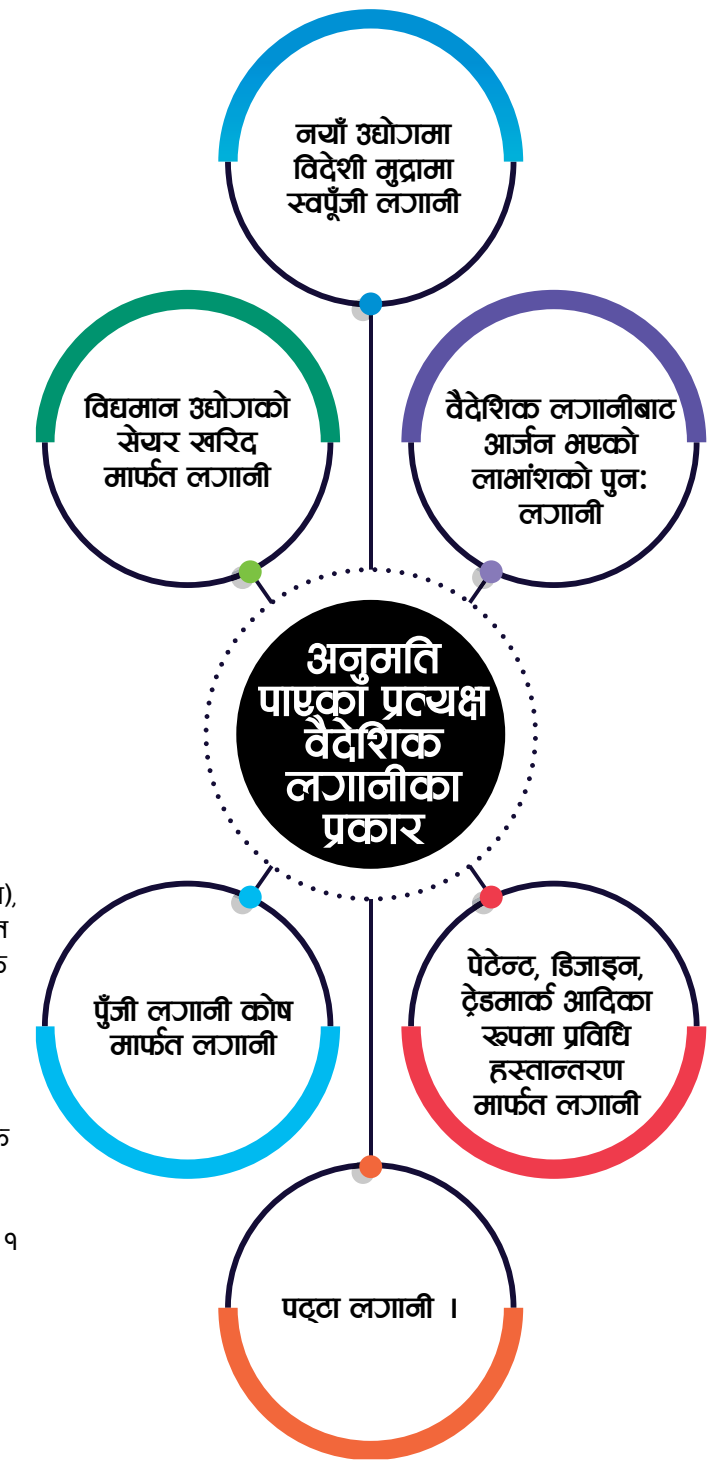 नयाँ उद्योगमा
विदेशी मुद्रामा
स्वपूँजी लगानी
विद्यमान उद्योगको
सेयर खरिद
मार्फत लगानी
वैदेशिक लगानीबाट
आर्जन भएको
लाभांशको पुन:
लगानी
अनुमति
पाएका प्रत्यक्ष
वैदेशिक
लगानीका
प्रकार
पुँजी लगानी कोष
मार्फत लगानी
पेटेन्ट, डिजाइन,
ट्रेडमार्क आदिका
रुपमा प्रविधि
हस्तान्तरण
मार्फत लगानी
पट्टा लगानी ।
१